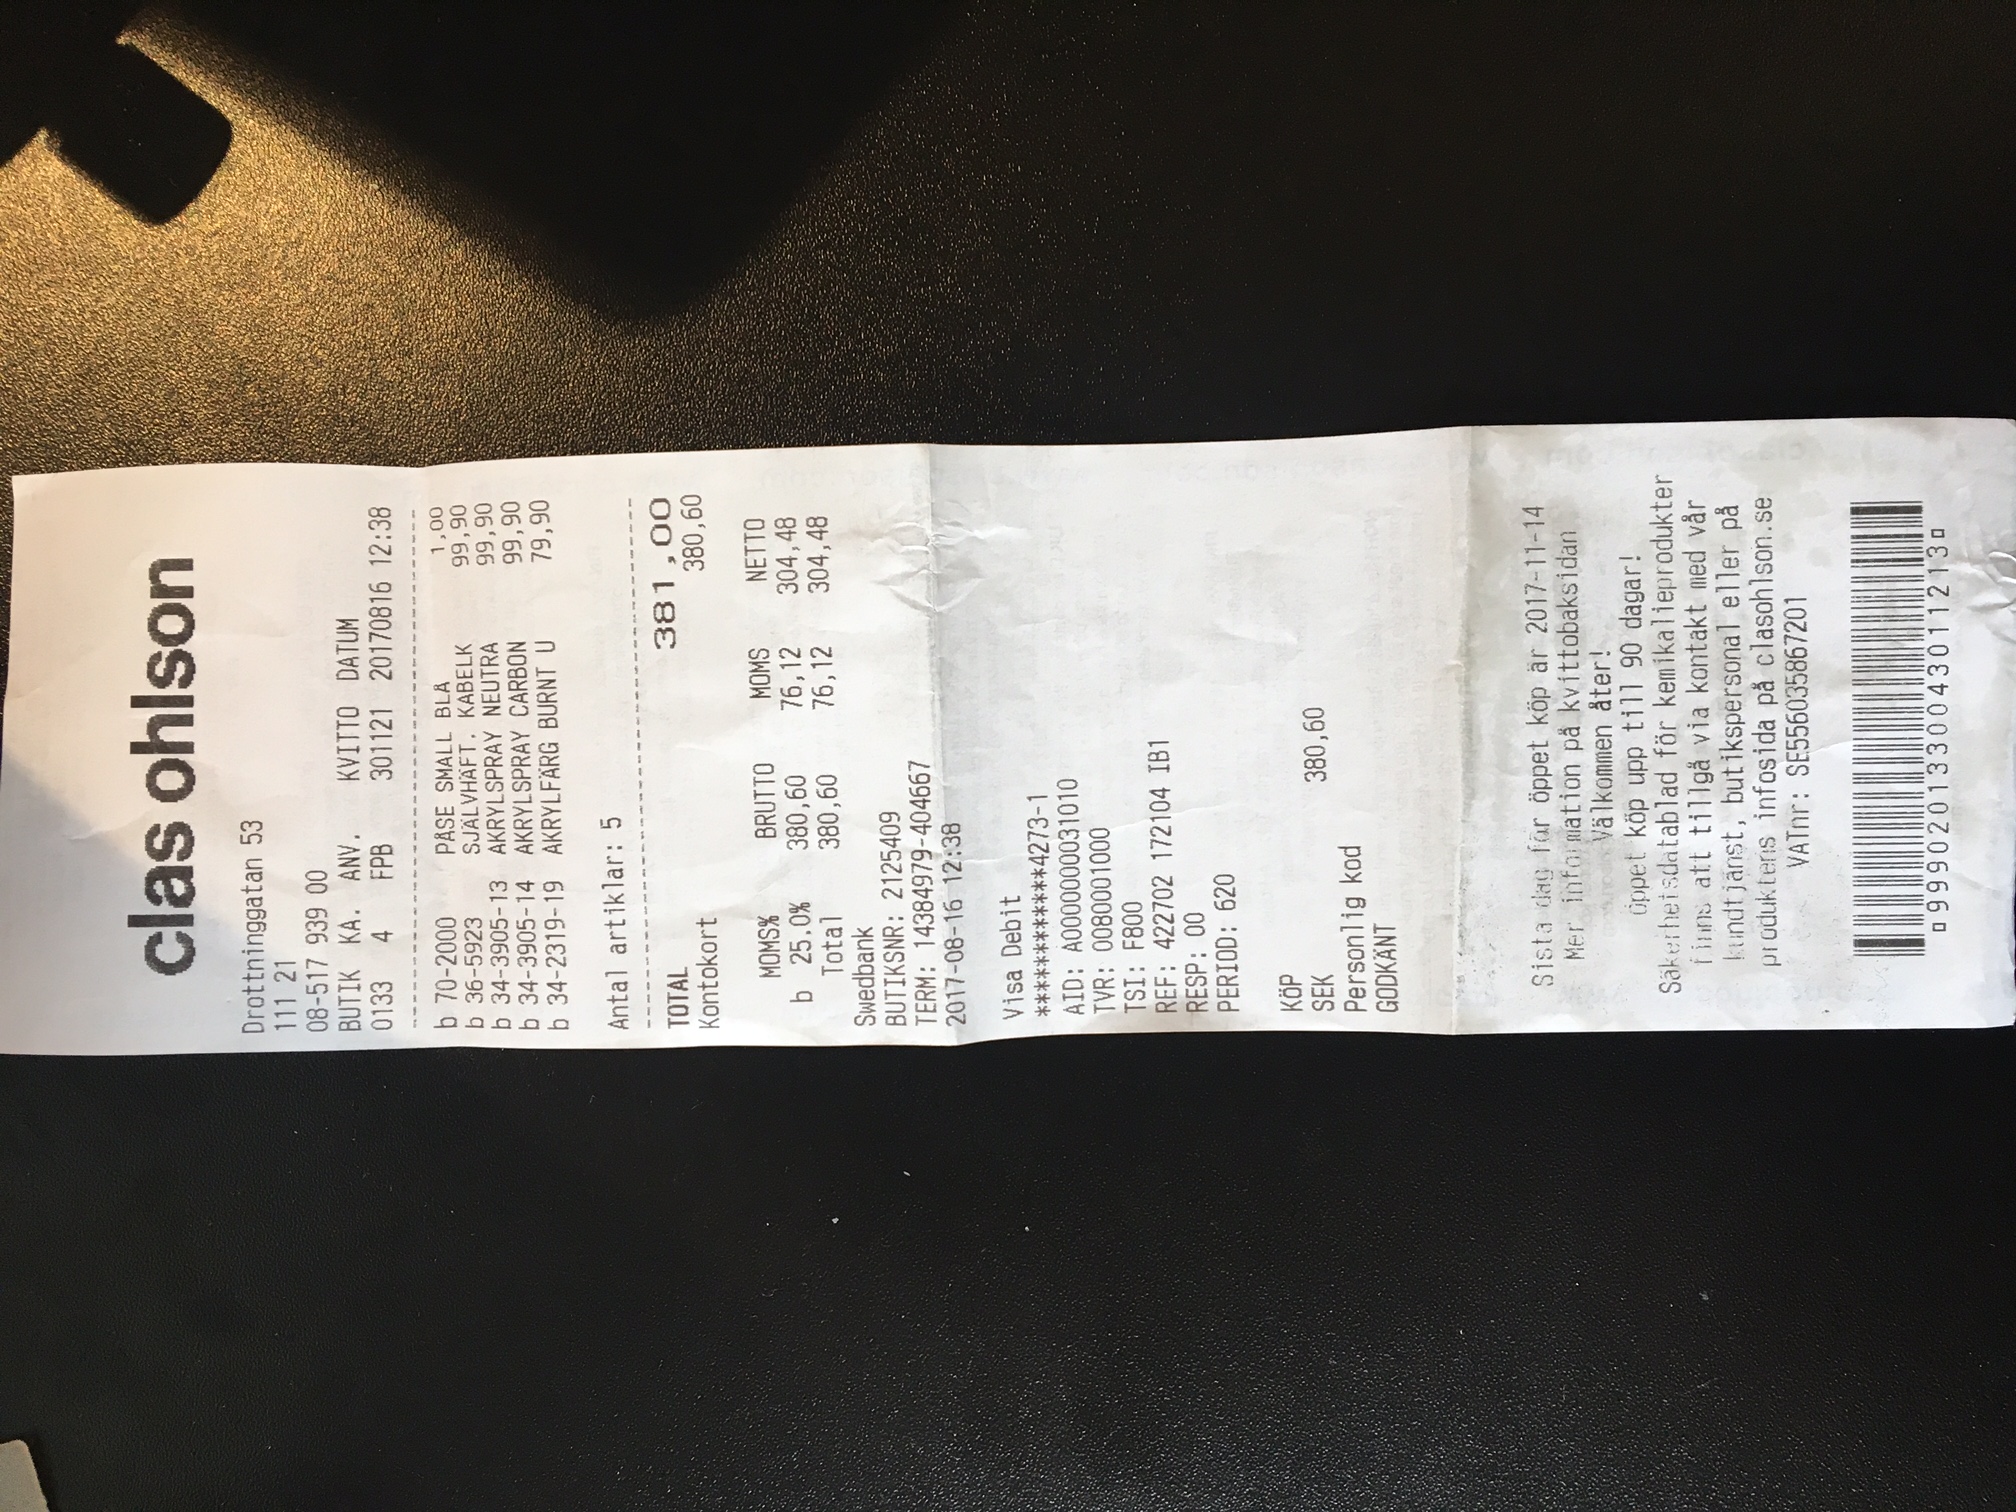 clas ohlson
Drottninggatan 53
111 21
08-517 939 00
BUTIK KA. ANV. KVITTO DATUM
0133 4 FPB 301121 20170816 12:38
b 70-2000 PÅSE SMALL BLÅ 1,00
b 36-5923 SJÄLVHÄFT. KABELK 99,90
b 34-3905-13 AKRYLSPRAY NEUTRA 99,90
b 34-3905-14 AKRYLSPRAY CARBON 99,90
b 34-2319-19 AKRYLFÄRG BURNT U 79,90
Antal artiklar: 5
TOTAL 381,00
Kontokort 380,60
MOMS% BRUTTO MOMS NETTO
b 25.0% 380,60 76,12 304,48
Total 380,60 76,12 304,48
Swedbank
BUTIKSNR: 2125409
TERM: 14384979-404667
2017-08-16 12:38
Visa Debit
************4273-1
AID: A0000000031010
TVR: 0080001000
TSI: F800
REF: 422702 172104 IB1
RESP: 00
PERIOD: 620
KÖP
SEK 380,60
Personlig kod
GODKÄNT
Sista dag för öppet köp är 2017-11-14
Mer information på kvittobaksidan
Välkommen åter!
öppet köp upp till 90 dagar!
Säkerhetsdatablad för kemikalieprodukter
finns att tillgå via kontakt med vår
kundtjänst, butikspersonal eller på
produktens infosida på clasohlson.se
VATnr: SE556035867201
¤9990201330043011213¤